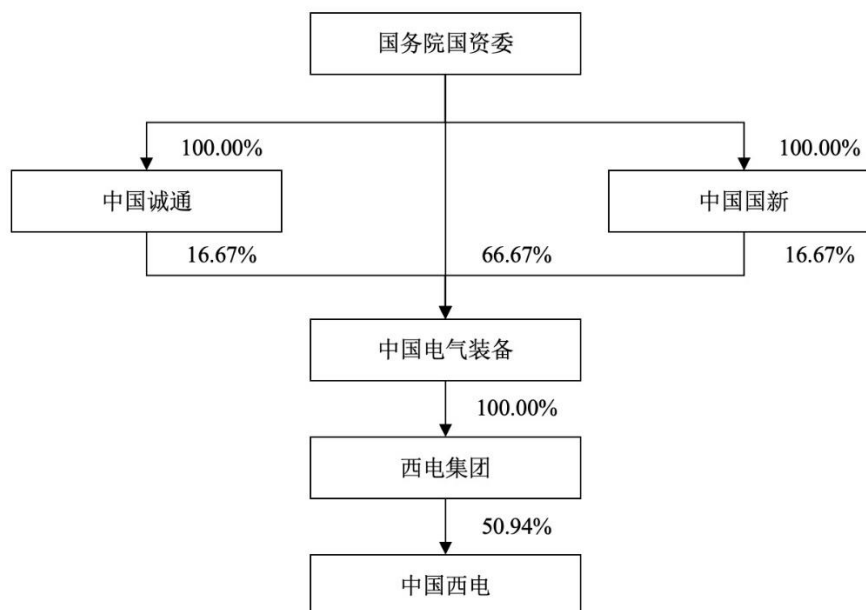 国务院国资委
100.00%
100.00%
中国诚通
中国国新
16.67%
66.67%
16.67%
中国电气装备
100.00%
西电集团
50.94%
中国西电